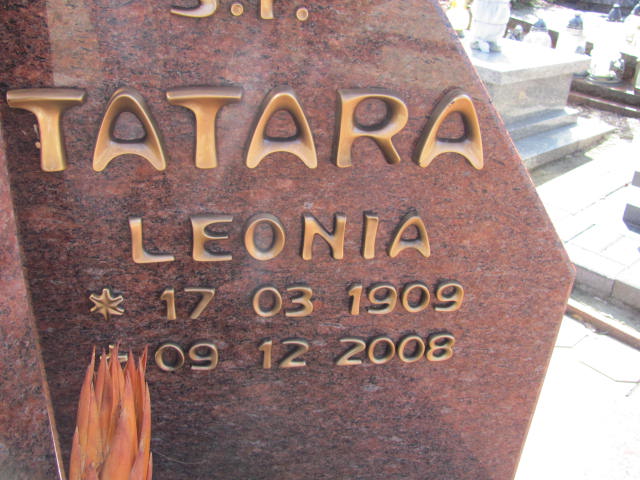 Ś.P.
TATARA
LEONIA
* 17 03 1909
09 12 2008